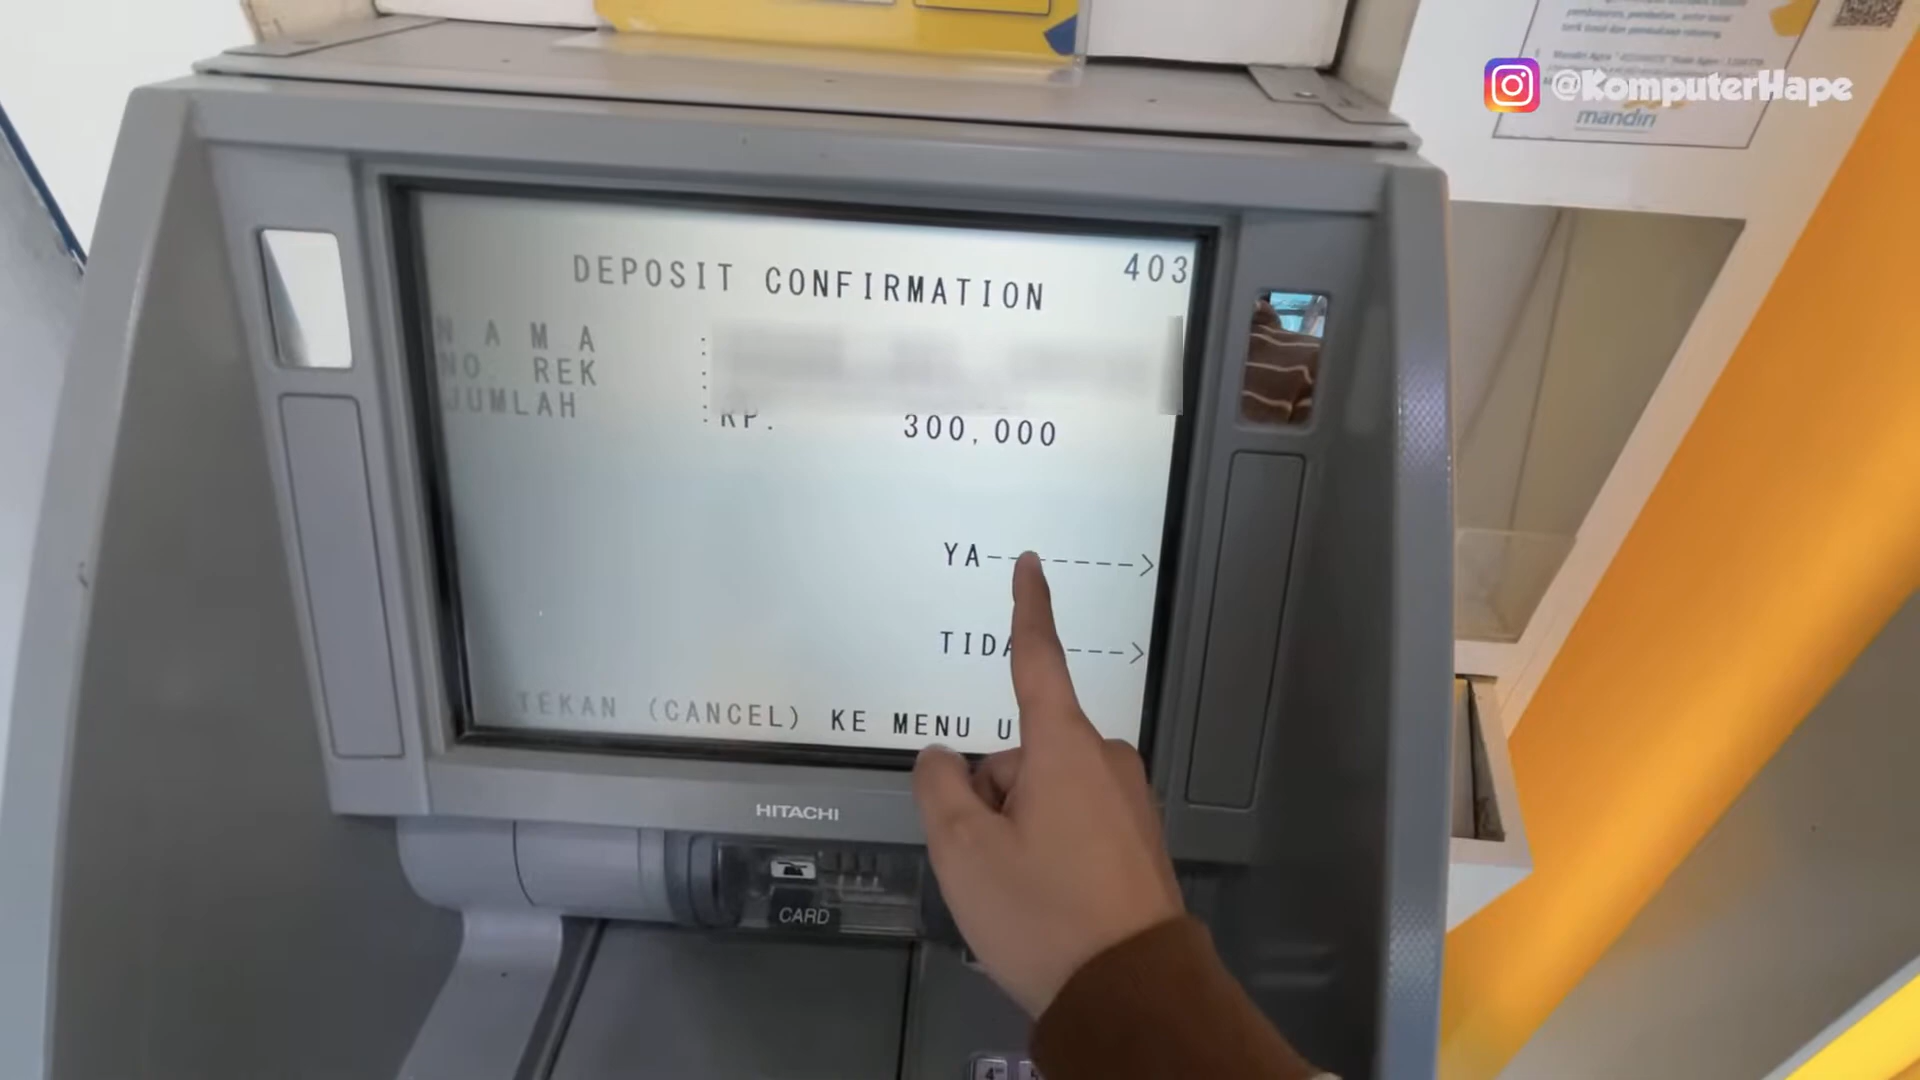 @KomputerHape
mandiri
DEPOSIT CONFIRMATION
403
NAMA :
NO REK :
JUMLAH : RP. 300,000
YA------>
TIDA --->
TEKAN (CANCEL) KE MENU U
HITACHI
CARD